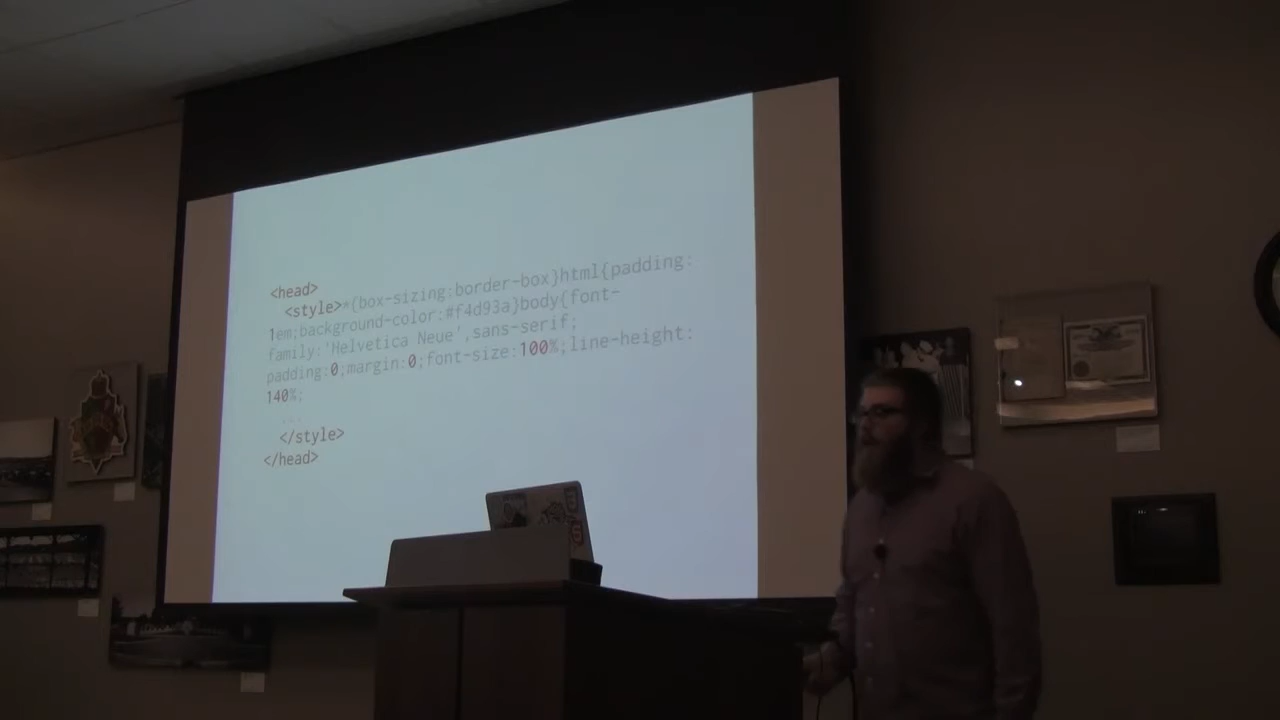 <head>
<style>*{box-sizing:border-box}html{padding:
1em;background-color:#f4d93a}body{font-
family:'Helvetica Neue',sans-serif;
padding:0;margin:0;font-size:100%;line-height:
140%;
...
</style>
</head>